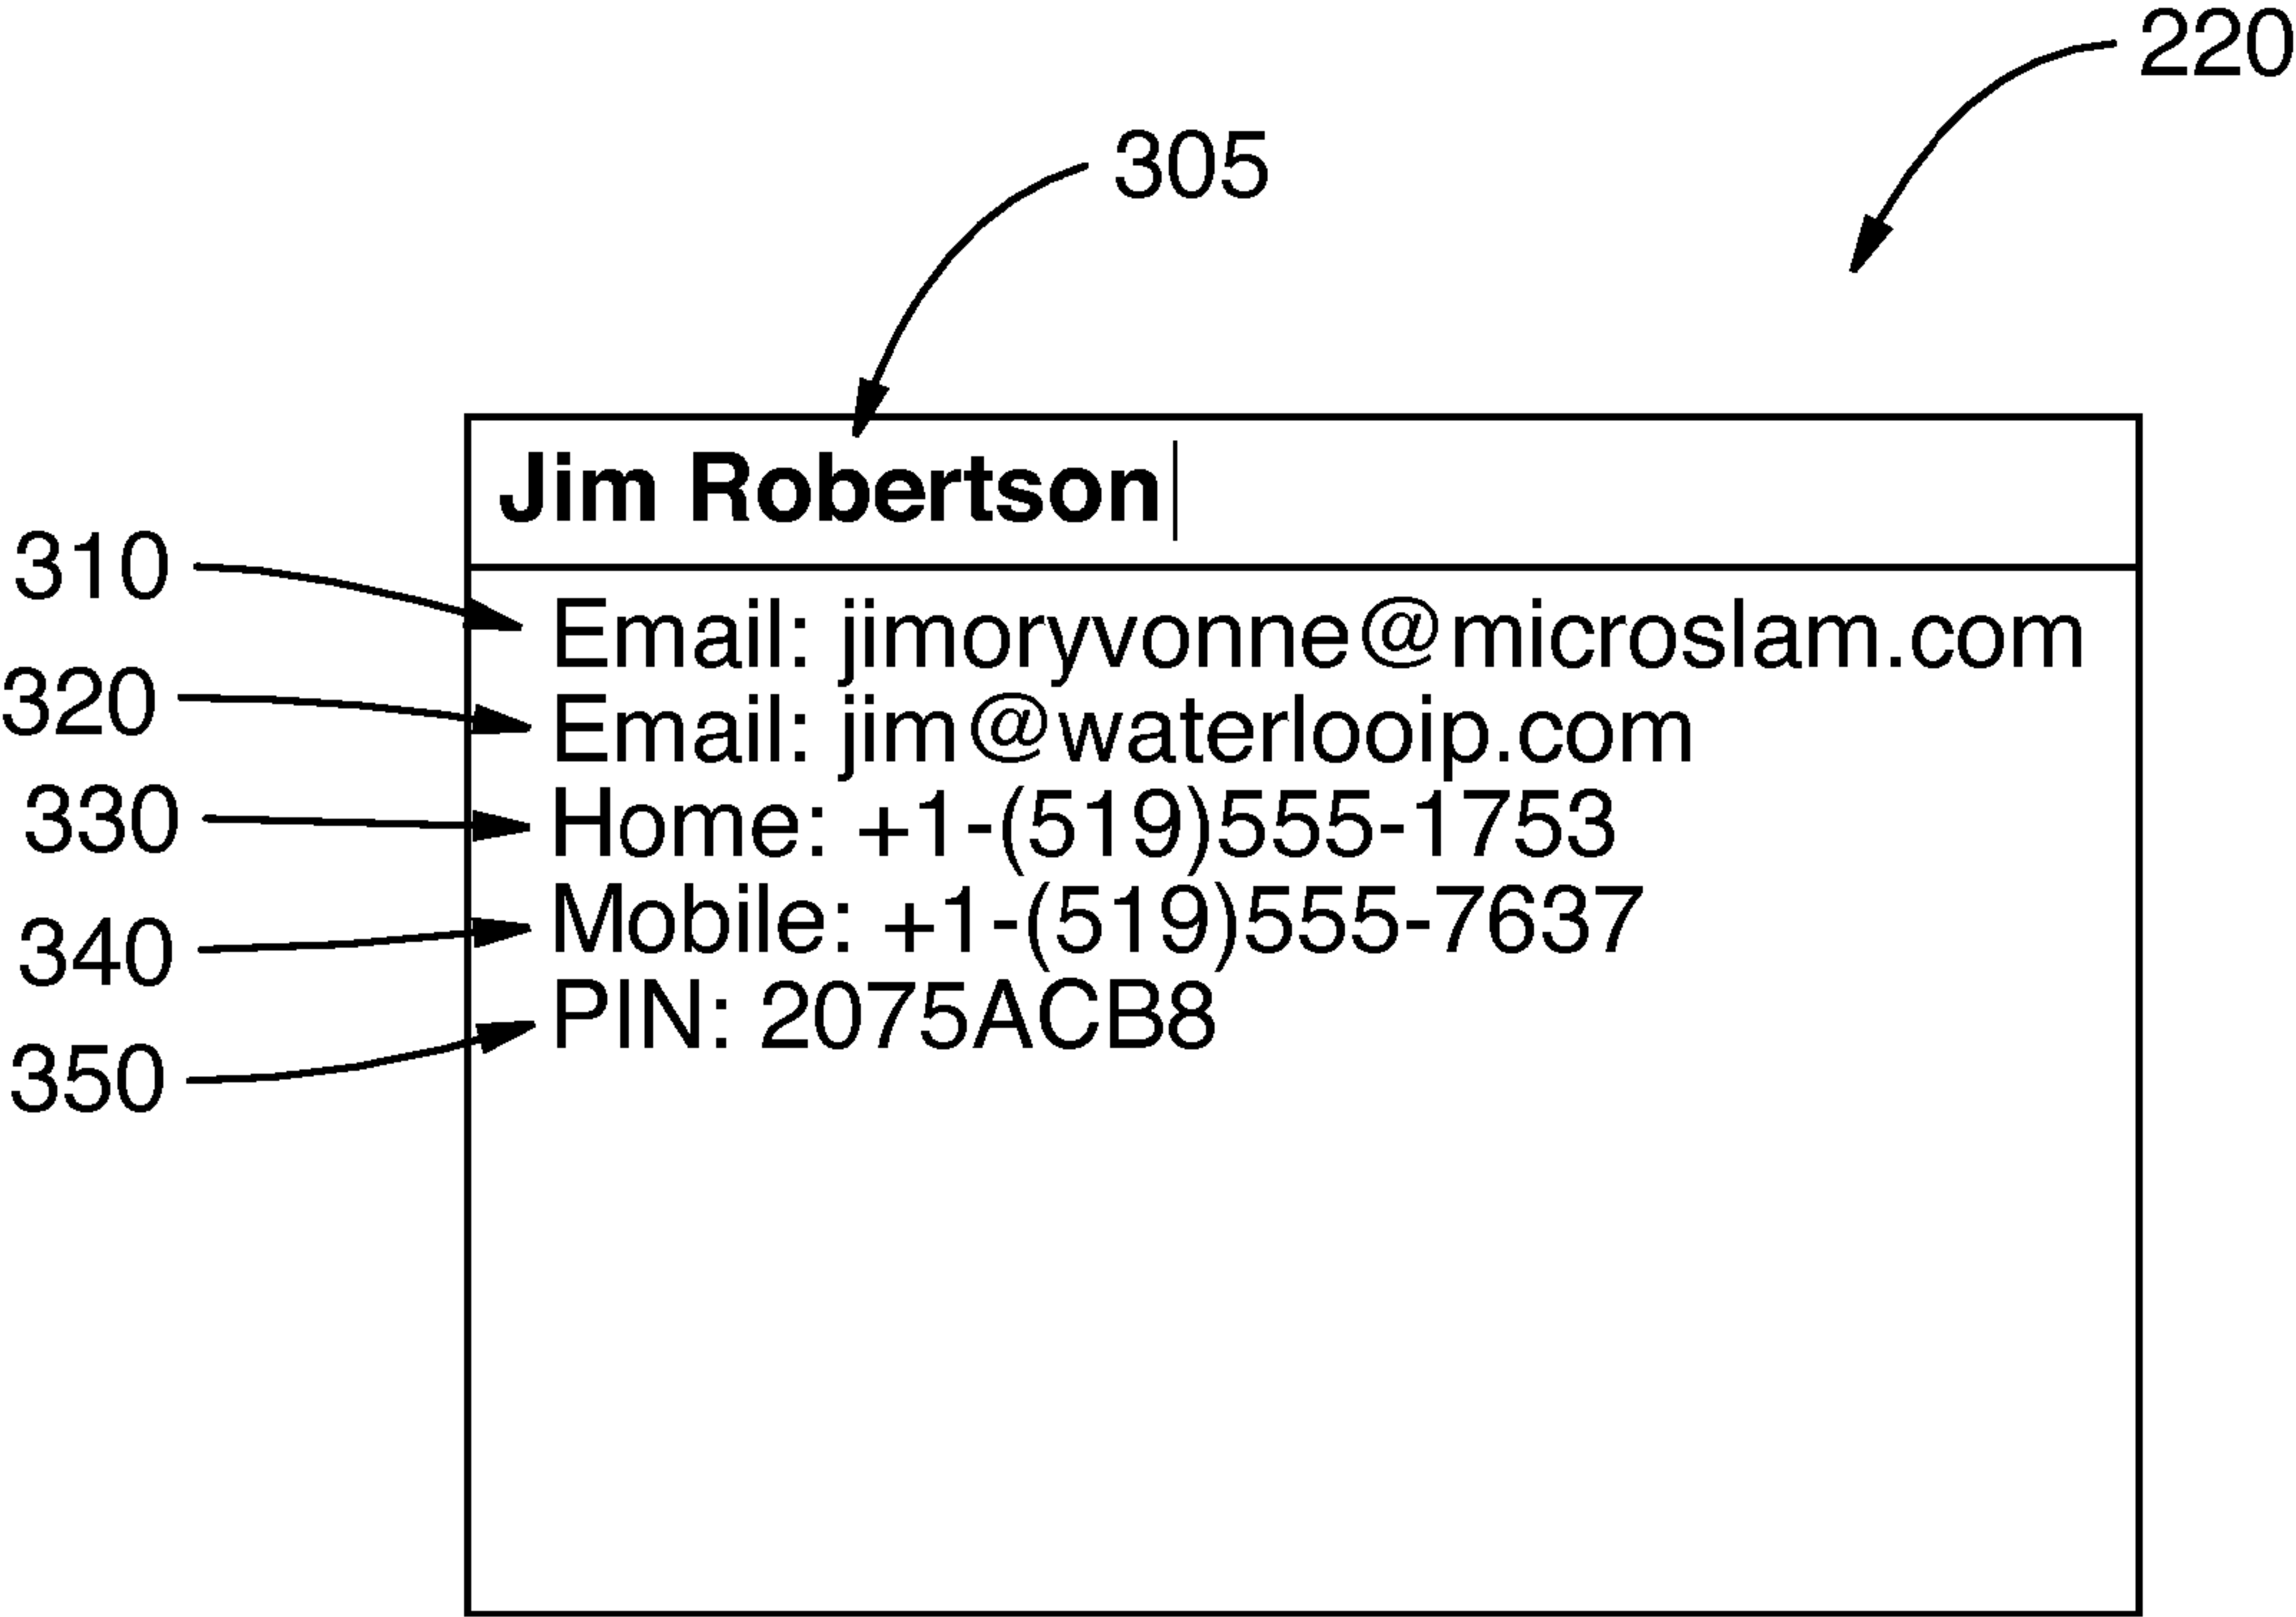 220
305
Jim Robertson
310
Email: jimoryvonne@microslam.com
320
Email: jim@waterlooip.com
330
Home: +1-(519)555-1753
340
Mobile: +1-(519)555-7637
350
PIN: 2075ACB8